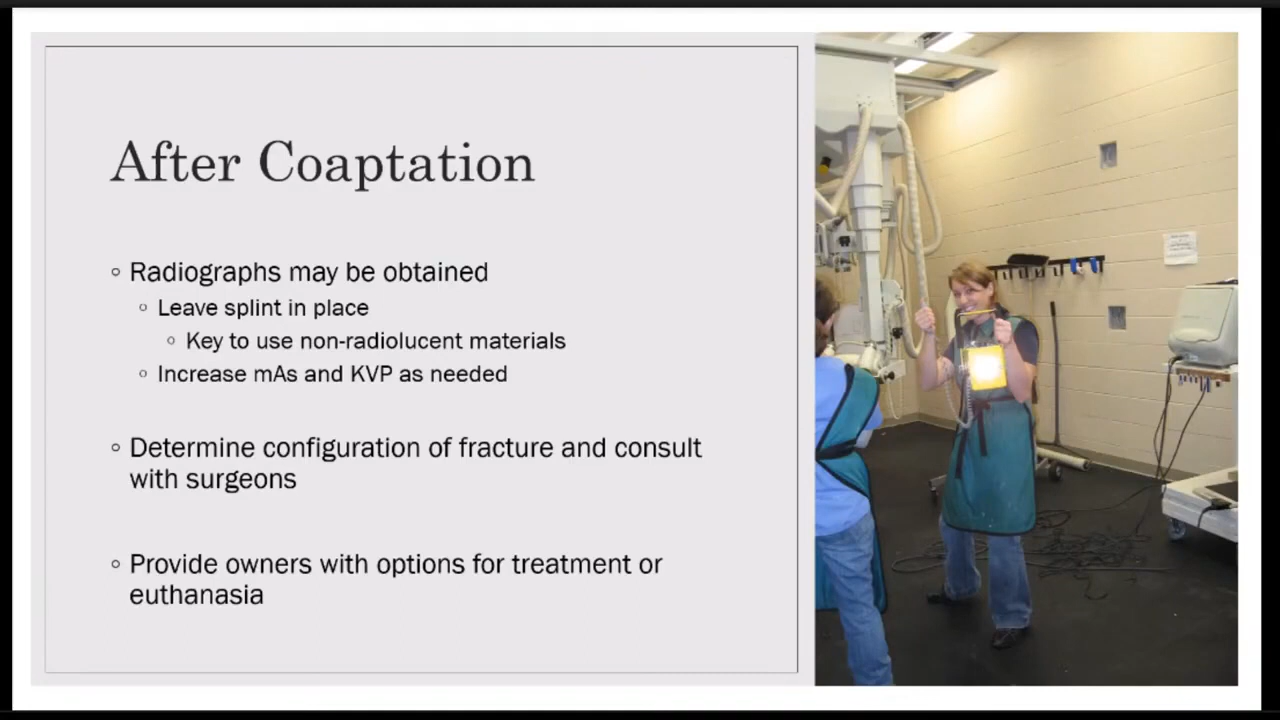 After Coaptation
◦ Radiographs may be obtained
◦ Leave splint in place
◦ Key to use non-radiolucent materials
◦ Increase mAs and KVP as needed
◦ Determine configuration of fracture and consult
with surgeons
◦ Provide owners with options for treatment or
euthanasia